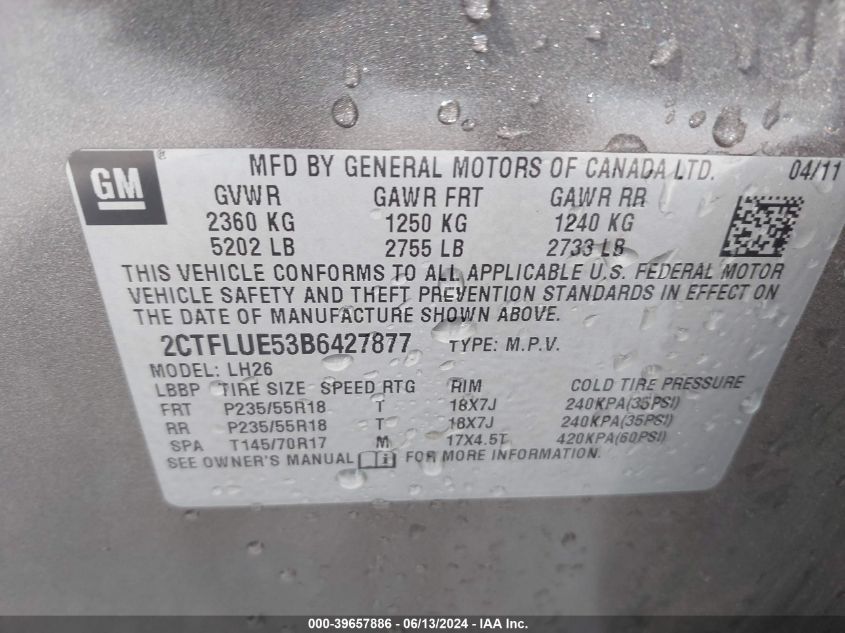 GM ® MFD BY GENERAL MOTORS OF CANADA LTD. 04/11
GVWR GAWR FRT GAWR RR
2360 KG 1250 KG 1240 KG
5202 LB 2755 LB 2733 LB
THIS VEHICLE CONFORMS TO ALL APPLICABLE U.S. FEDERAL MOTOR
VEHICLE SAFETY AND THEFT PREVENTION STANDARDS IN EFFECT ON
THE DATE OF MANUFACTURE SHOWN ABOVE.
2CTFLUE53B6427877 TYPE: M.P.V.
MODEL: LH26
LBBP TIRE SIZE SPEED RTG RIM COLD TIRE PRESSURE
FRT P235/55R18 T 18X7J 240KPA(35PSI)
RR P235/55R18 T 18X7J 240KPA(35PSI)
SPA T145/70R17 M 17X4.5T 420KPA(60PSI)
SEE OWNER'S MANUAL FOR MORE INFORMATION.
000-39657886 / 06/13/2024 - IAA Inc.